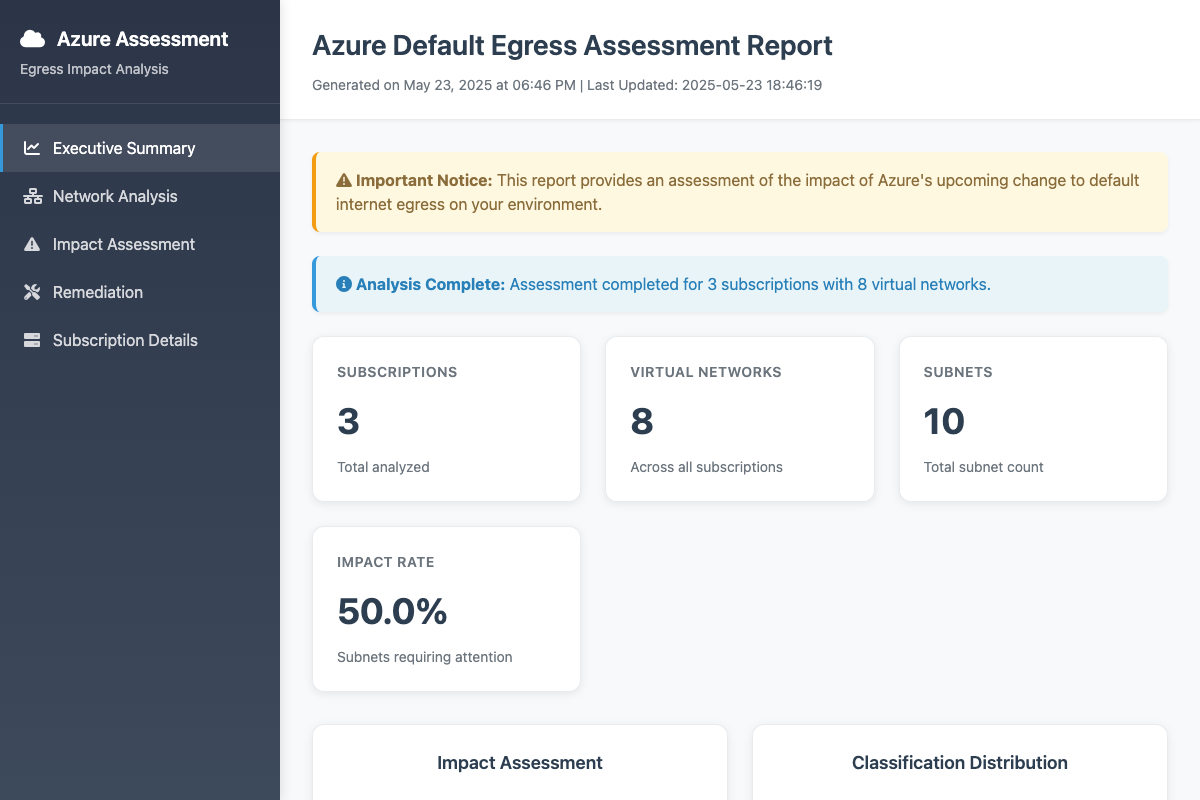 Azure Assessment
Egress Impact Analysis
Executive Summary
Network Analysis
Impact Assessment
Remediation
Subscription Details
Azure Default Egress Assessment Report
Generated on May 23, 2025 at 06:46 PM | Last Updated: 2025-05-23 18:46:19
Important Notice: This report provides an assessment of the impact of Azure's upcoming change to default
internet egress on your environment.
Analysis Complete: Assessment completed for 3 subscriptions with 8 virtual networks.
SUBSCRIPTIONS
3
Total analyzed
VIRTUAL NETWORKS
8
Across all subscriptions
SUBNETS
10
Total subnet count
IMPACT RATE
50.0%
Subnets requiring attention
Impact Assessment
Classification Distribution